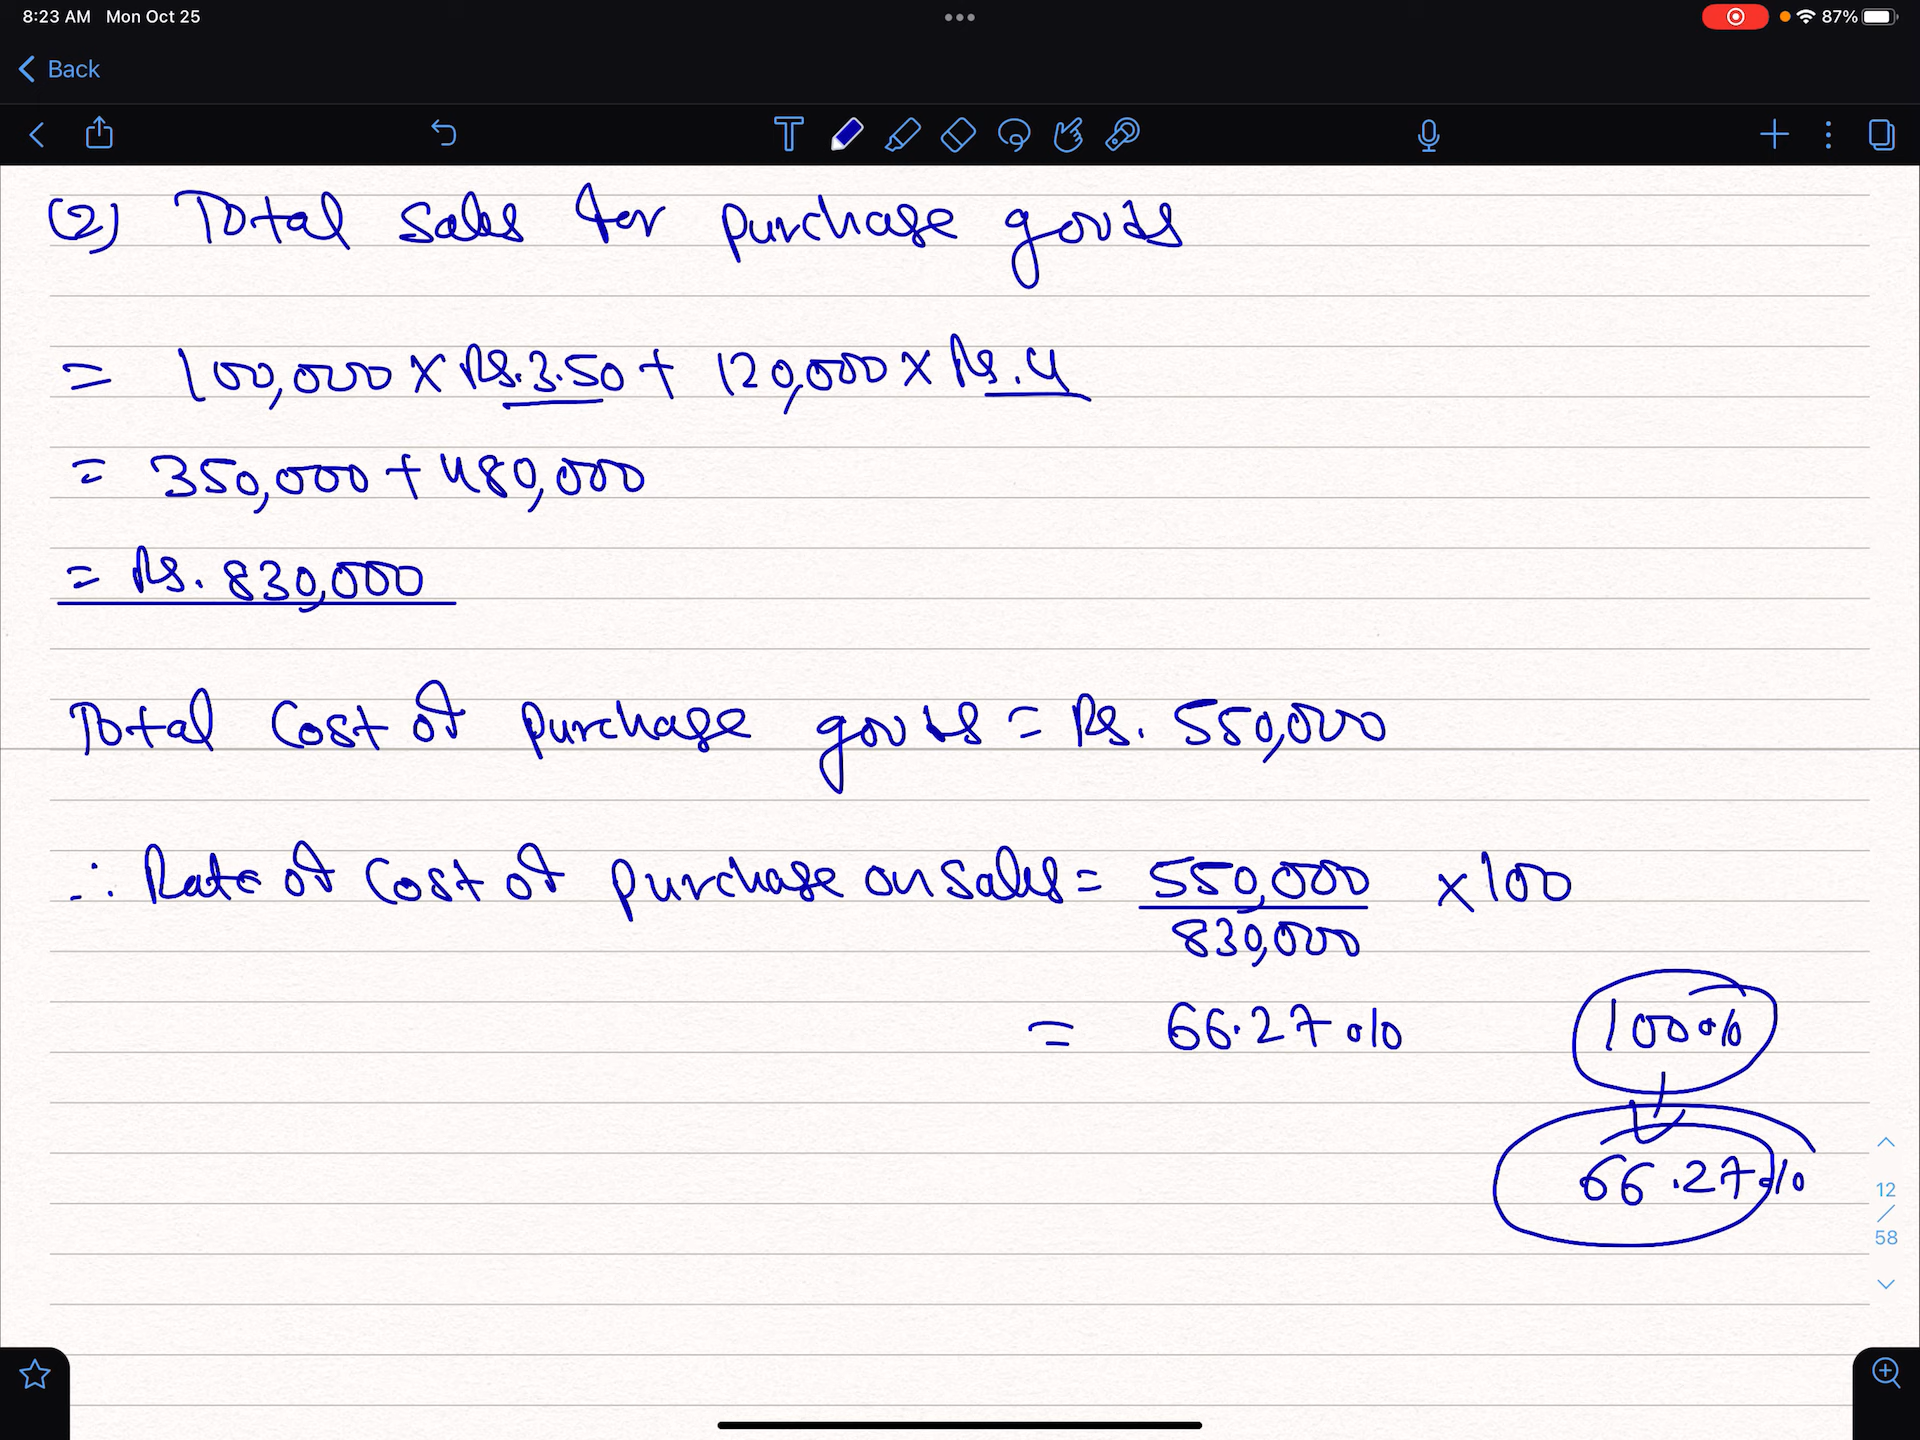 8:23 AM Mon Oct 25
87%
Back
(2) Total Sales for purchase goods
= 100,000 × Rs.3.50 + 120,000 × Rs.4
= 350,000 + 480,000
= Rs. 830,000
Total Cost of purchase goods = Rs. 550,000
∴ Rate of Cost of purchase on sales = 550,000 × 100
830,000
= 66.27%
100%
66.27%
12
/
58